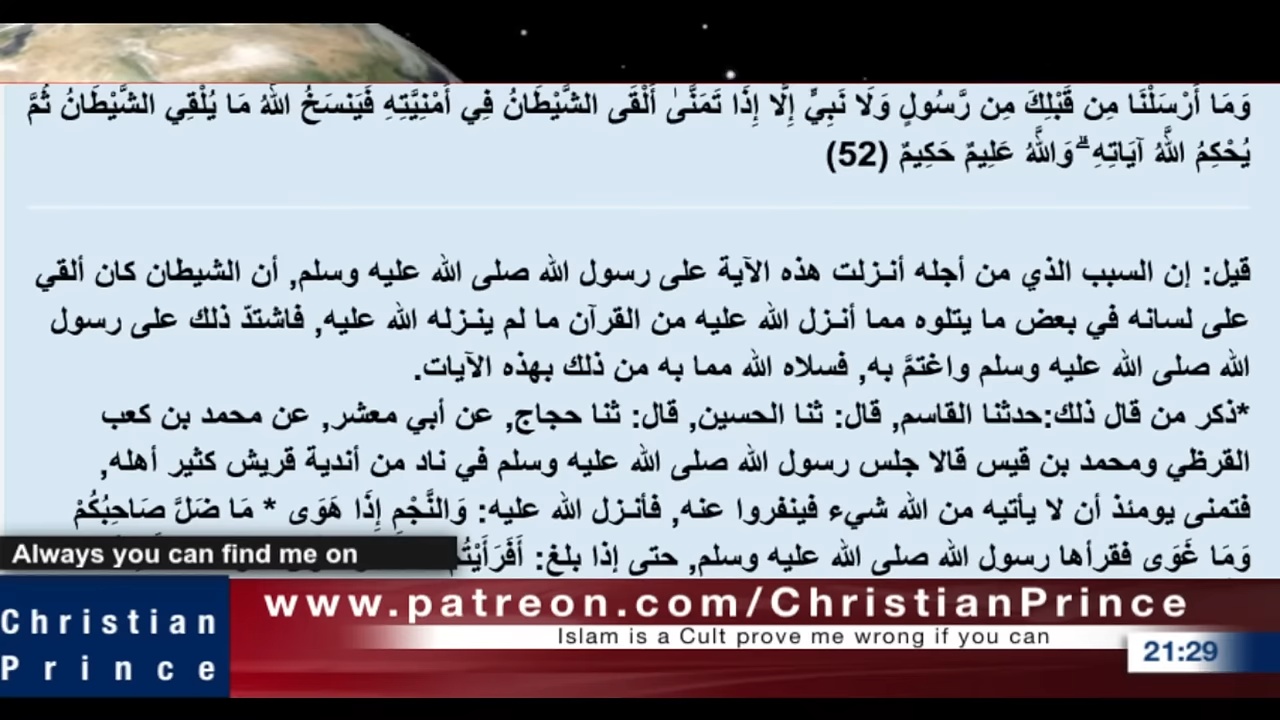 وَمَا أَرْسَلْنَا مِن قَبْلِكَ مِن رَّسُولٍ وَلَا نَبِيٍّ إِلَّا إِذَا تَمَنَّىٰ أَلْقَى الشَّيْطَانُ فِي أُمْنِيَّتِهِ فَيَنسَخُ اللَّهُ مَا يُلْقِي الشَّيْطَانُ ثُمَّ
يُحْكِمُ اللَّهُ آيَاتِهِ ۗ وَاللَّهُ عَلِيمٌ حَكِيمٌ (52)
قيل: إن السبب الذي من أجله أنـزلت هذه الآية على رسول الله صلى الله عليه وسلم, أن الشيطان كان ألقي
على لسانه في بعض ما يتلوه مما أنـزل الله عليه من القرآن ما لم ينـزله الله عليه, فاشتدّ ذلك على رسول
الله صلى الله عليه وسلم واغتمَّ به, فسلاه الله مما به من ذلك بهذه الآيات.
*ذكر من قال ذلك:حدثنا القاسم, قال: ثنا الحسين, قال: ثنا حجاج, عن أبي معشر, عن محمد بن كعب
القرظي ومحمد بن قيس قالا جلس رسول الله صلى الله عليه وسلم في ناد من أندية قريش كثير أهله,
فتمنى يومئذ أن لا يأتيه من الله شيء فينفروا عنه, فأنـزل الله عليه: وَالنَّجْمِ إِذَا هَوَى * مَا ضَلَّ صَاحِبُكُمْ
وَمَا غَوَى فقرأها رسول الله صلى الله عليه وسلم, حتى إذا بلغ:
Always you can find me on
www.patreon.com/ChristianPrince
Islam is a Cult prove me wrong if you can
Christian
Prince
21:29